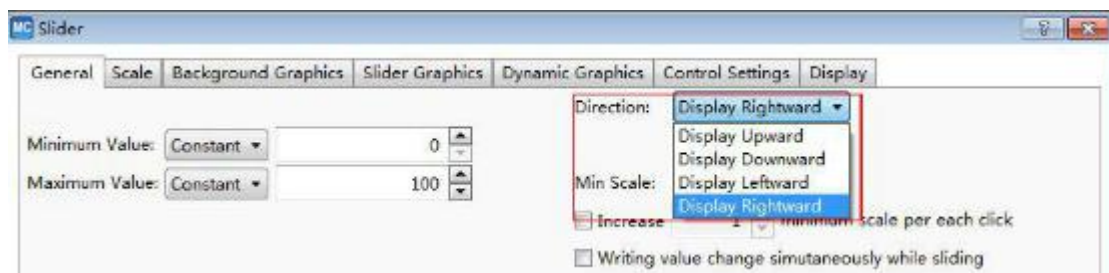 MC Slider
General Scale Background Graphics Slider Graphics Dynamic Graphics Control Settings Display
Direction: Display Rightward
Display Upward
Minimum Value: Constant 0
Display Downward
Maximum Value: Constant 100
Min Scale: Display Leftward
Display Rightward
Increase minimum scale per each click
Writing value change simutaneously while sliding